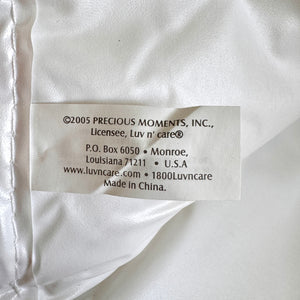 ©2005 PRECIOUS MOMENTS, INC.,
Licensee, Luv n' care®
P.O. Box 6050 • Monroe,
Louisiana 71211 • U.S.A
www.luvncare.com • 1800Luvncare
Made in China.